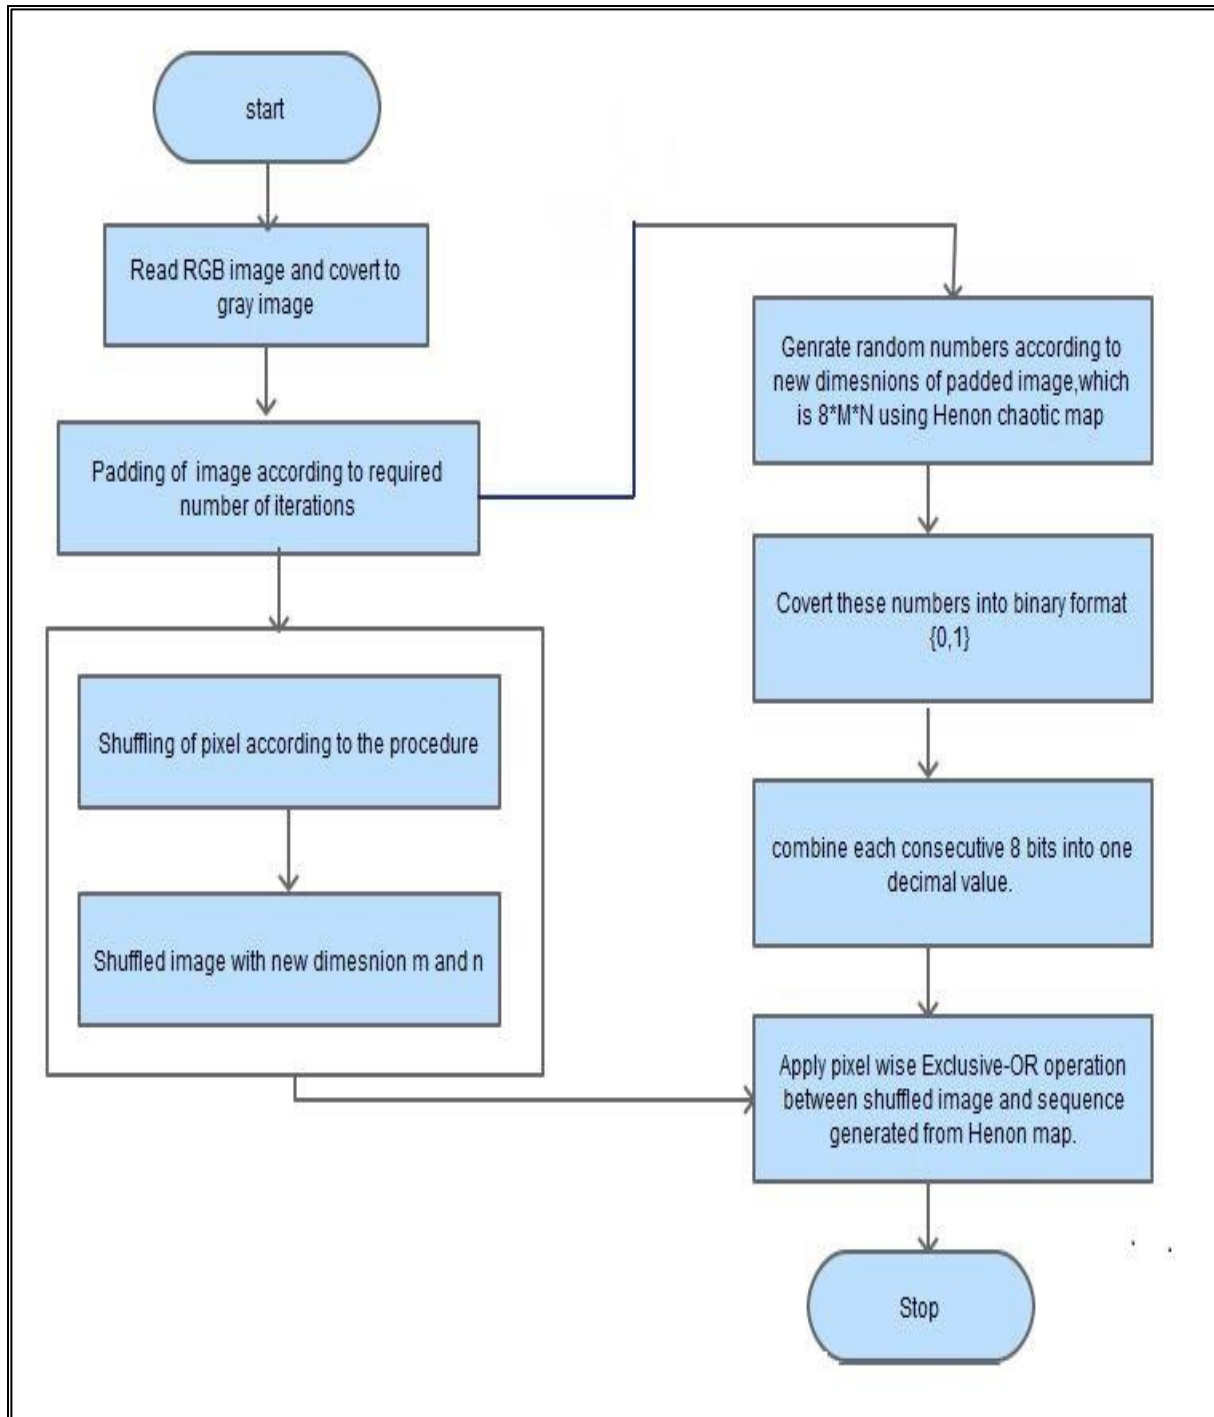 start
Read RGB image and covert to
gray image
Padding of  image according to required
number of iterations
Shuffling of pixel according to the procedure
Shuffled image with new dimesnion m and n
Genrate random numbers according to
new dimesnions of padded image,which
is 8*M*N using Henon chaotic map
Covert these numbers into binary format
{0,1}
combine each consecutive 8 bits into one
decimal value.
Apply pixel wise Exclusive-OR operation
between shuffled image and sequence
generated from Henon map.
Stop